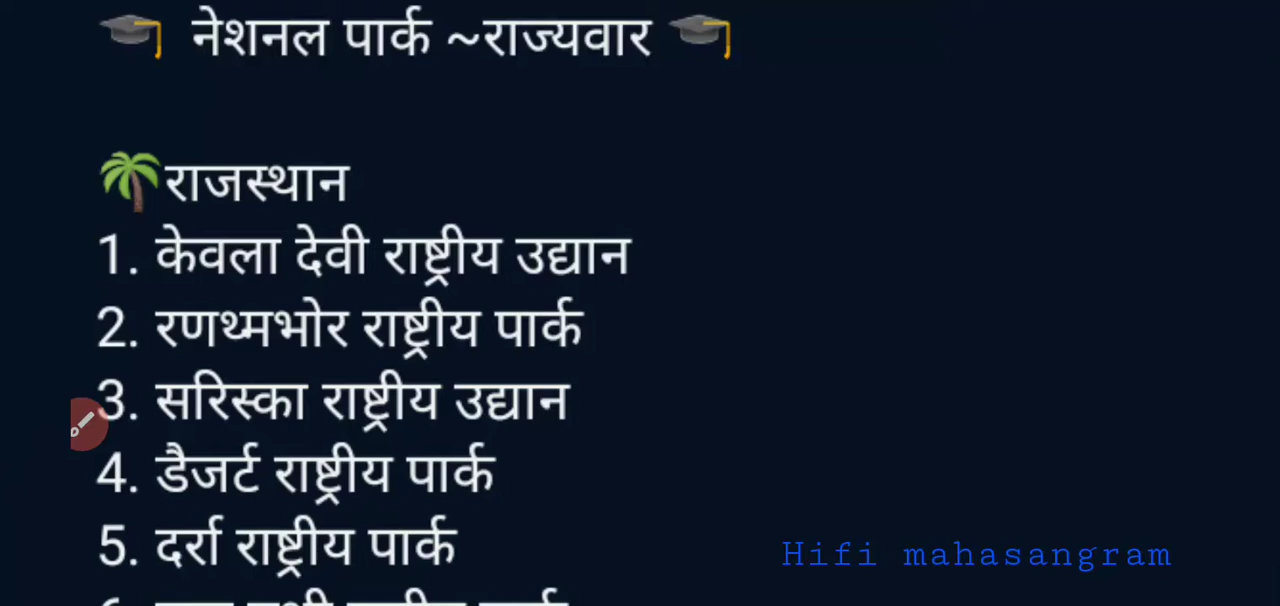 🎓 नेशनल पार्क ~राज्यवार 🎓
🌴राजस्थान
1. केवला देवी राष्ट्रीय उद्यान
2. रणथ्मभोर राष्ट्रीय पार्क
3. सरिस्का राष्ट्रीय उद्यान
4. डैजर्ट राष्ट्रीय पार्क
5. दर्रा राष्ट्रीय पार्क
Hifi mahasangram